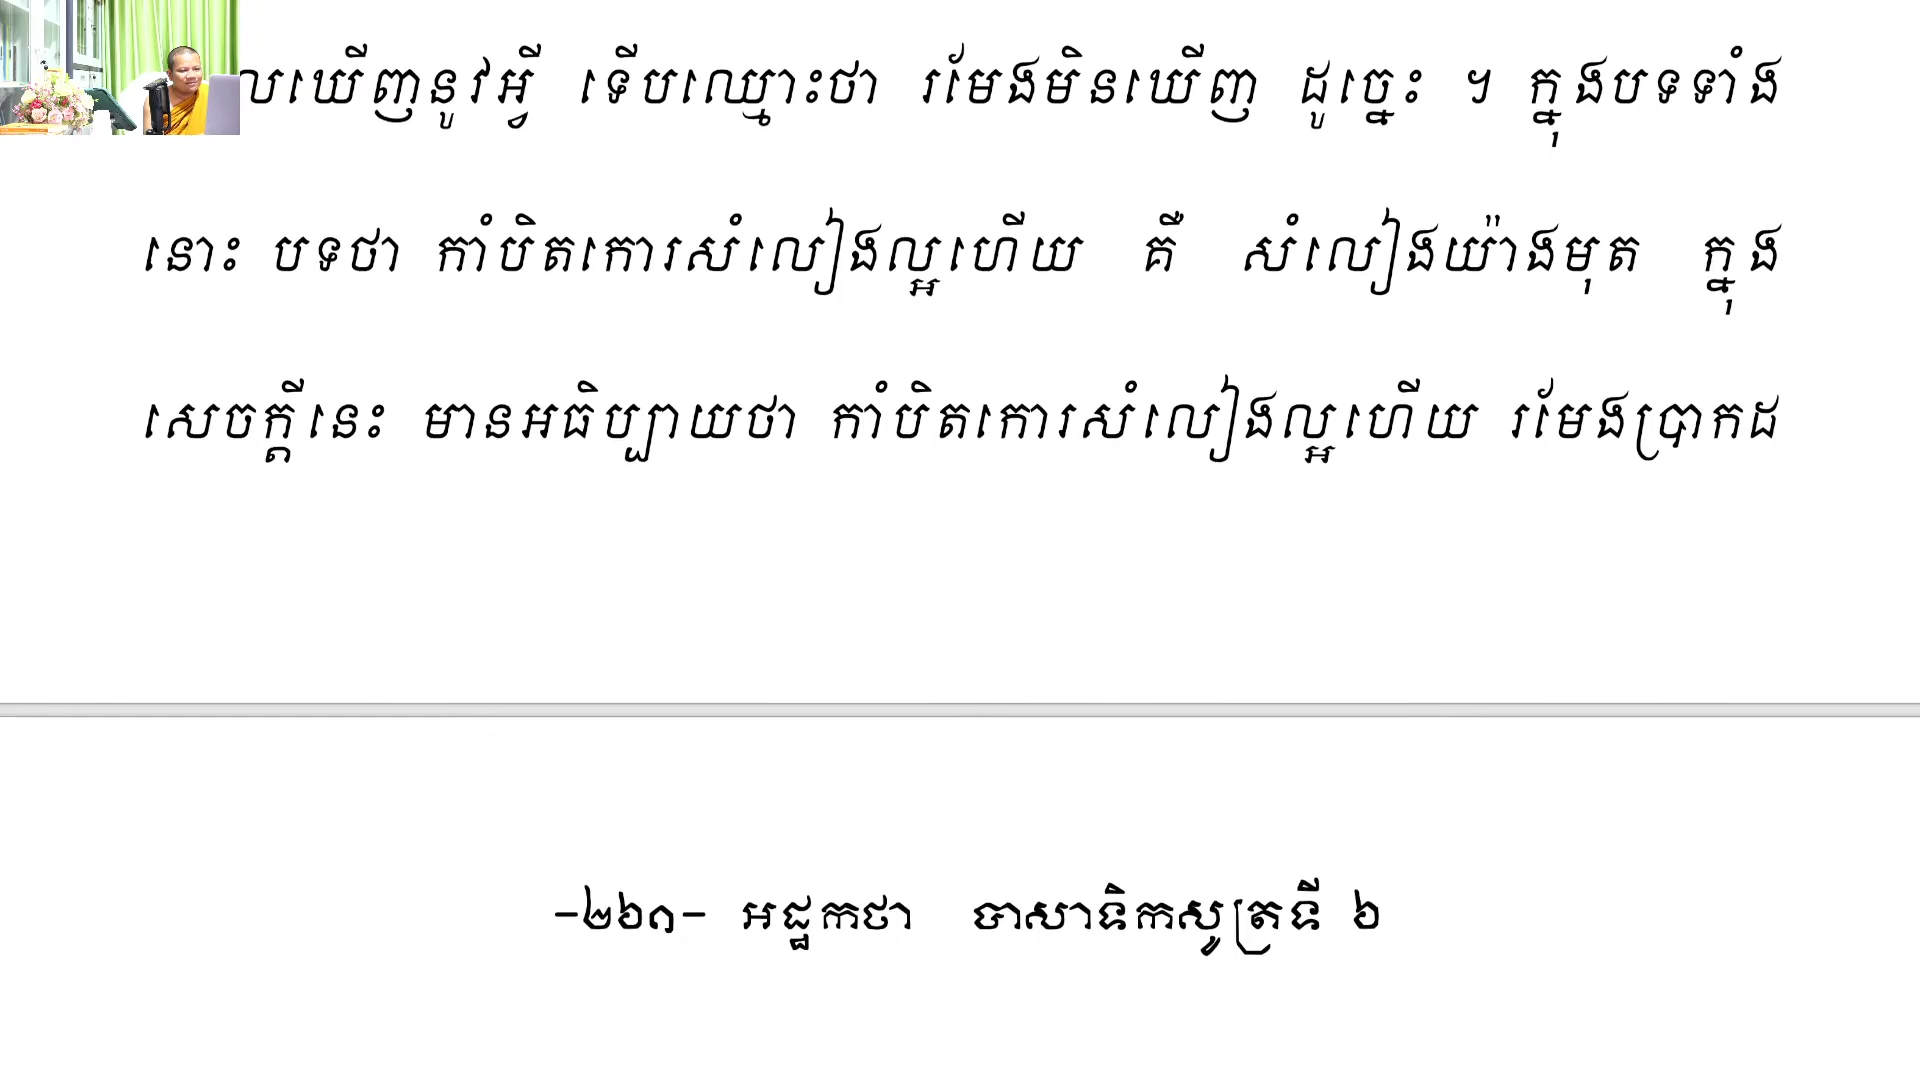 លឃើញនូវអ្វី ទើបឈ្មោះថា រមែងមិនឃើញ ដូច្នេះ ។ ក្នុងបទទាំង
នោះ បទថា កាំបិតកោរសំលៀងល្អហើយ គឺ សំលៀងយ៉ាងមុត ក្នុង
សេចក្តីនេះ មានអធិប្បាយថា កាំបិតកោរសំលៀងល្អហើយ រមែងប្រាកដ
-២៦១- អដ្ឋកថា បាសាទិកសូត្រទី ៦